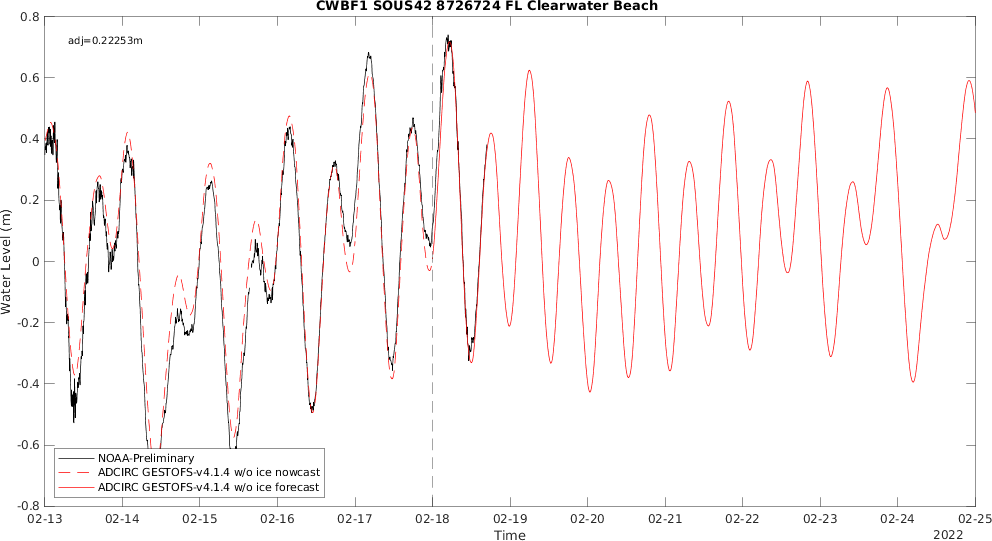 CWBF1 SOUS42 8726724 FL Clearwater Beach
adj=0.22253m
0.8
0.6
0.4
0.2
0
-0.2
-0.4
-0.6
-0.8
Water Level (m)
NOAA-Preliminary
ADCIRC GESTOFS-v4.1.4 w/o ice nowcast
ADCIRC GESTOFS-v4.1.4 w/o ice forecast
02-13 02-14 02-15 02-16 02-17 02-18 02-19 02-20 02-21 02-22 02-23 02-24 02-25
Time
2022